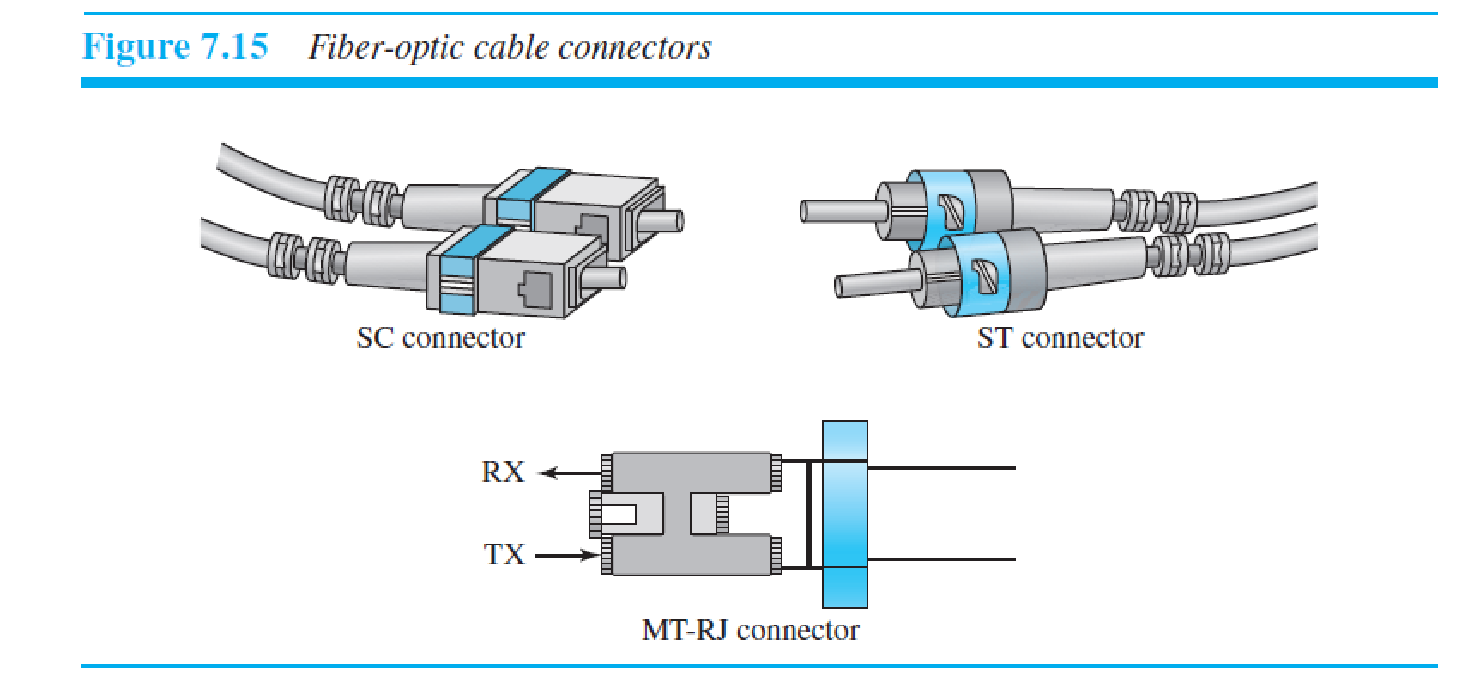 Figure 7.15 Fiber-optic cable connectors
SC connector
ST connector
RX
TX
MT-RJ connector